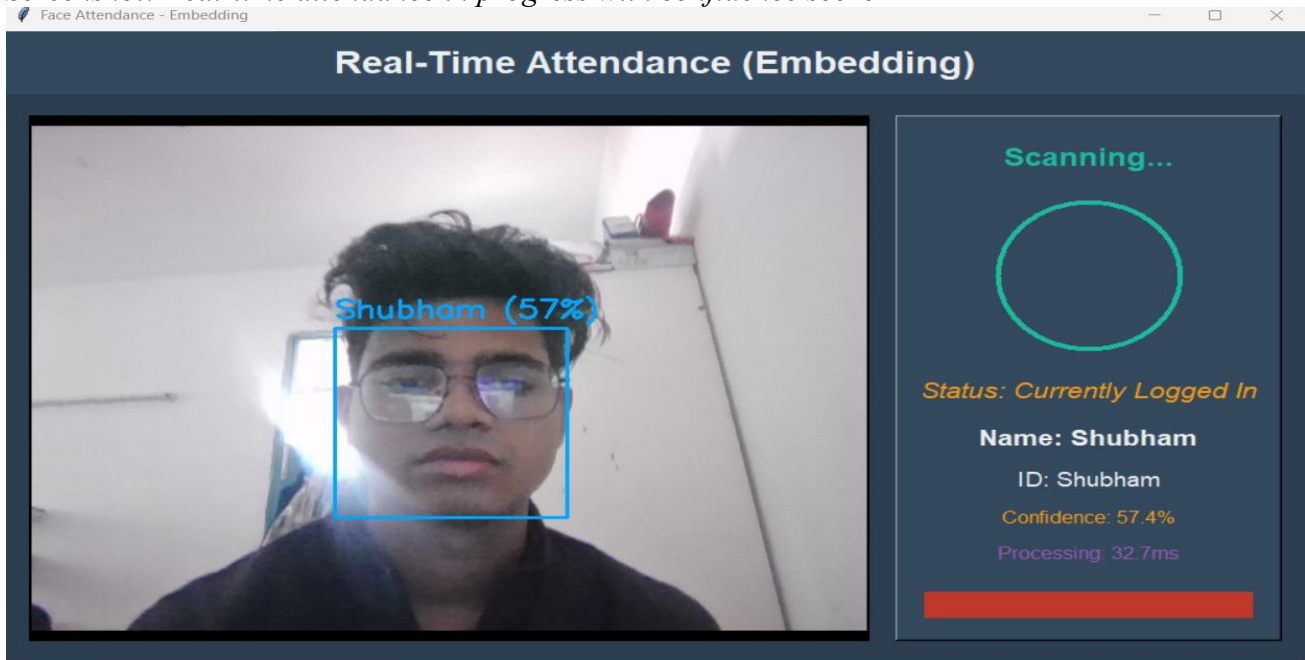 Face Attendance - Embedding
Real-Time Attendance (Embedding)
Shubham (57%)
Scanning...
Status: Currently Logged In
Name: Shubham
ID: Shubham
Confidence: 57.4%
Processing: 32.7ms